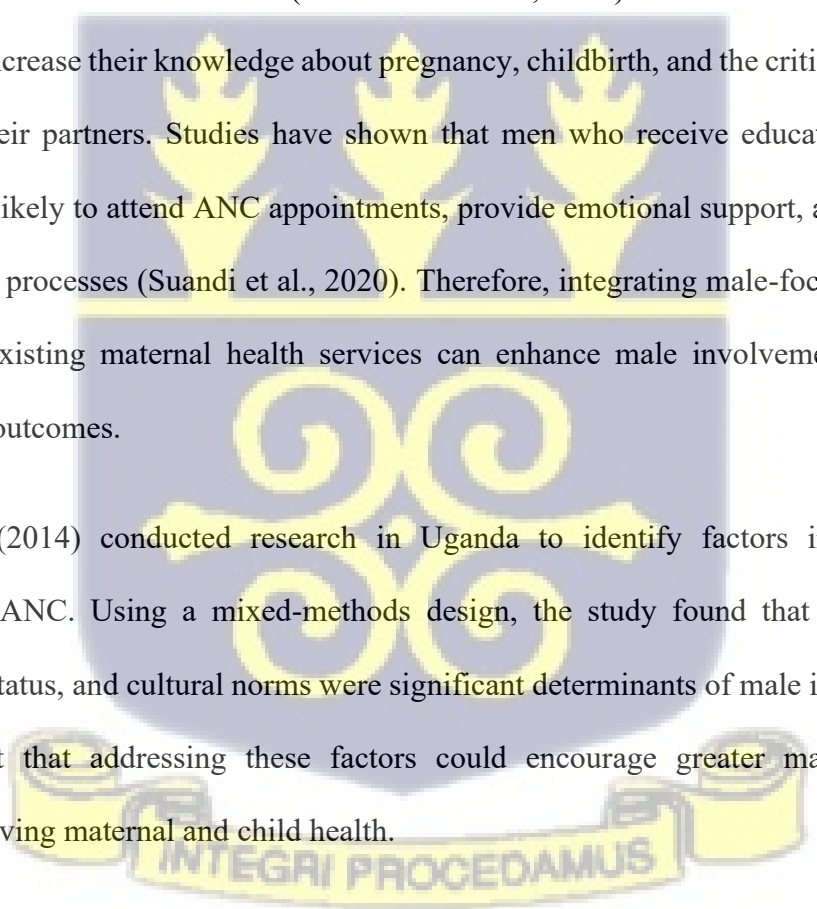 ncrease their knowledge about pregnancy, childbirth, and the criti
eir partners. Studies have shown that men who receive educa
ikely to attend ANC appointments, provide emotional support, a
processes (Suandi et al., 2020). Therefore, integrating male-foc
xisting maternal health services can enhance male involveme
outcomes.
(2014) conducted research in Uganda to identify factors i
ANC. Using a mixed-methods design, the study found that
tatus, and cultural norms were significant determinants of male i
t that addressing these factors could encourage greater ma
ving maternal and child health.
INTEGRI PROCEDAMUS